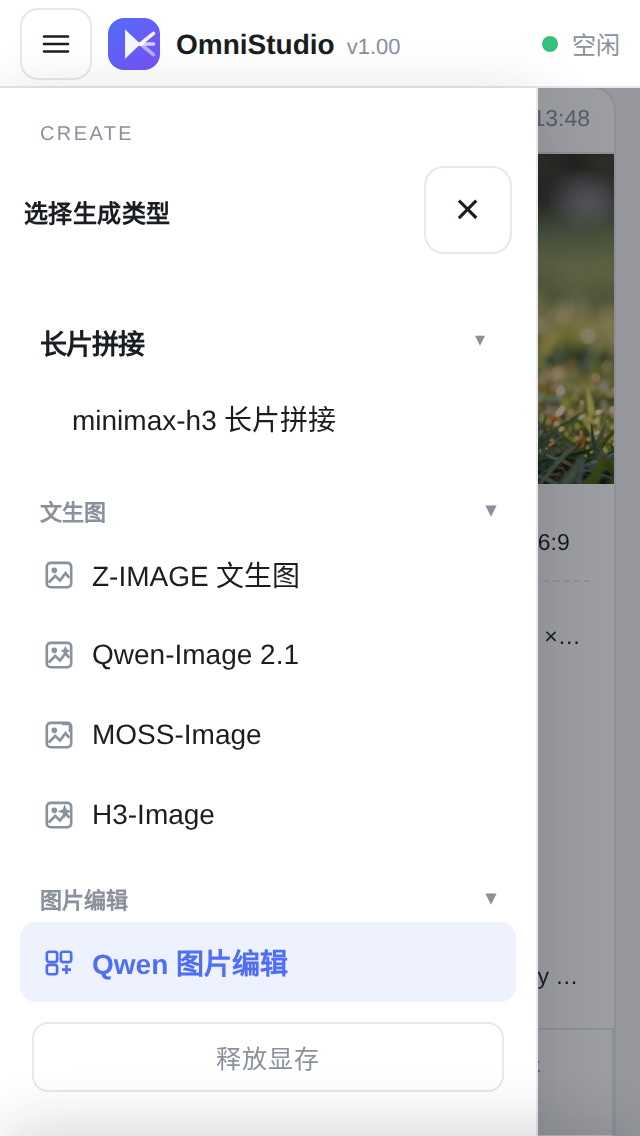 OmniStudio v1.00
空闲
CREATE
13:48
选择生成类型
长片拼接
minimax-h3 长片拼接
文生图
6:9
Z-IMAGE 文生图
×…
Qwen-Image 2.1
MOSS-Image
H3-Image
图片编辑
Qwen 图片编辑
y …
释放显存